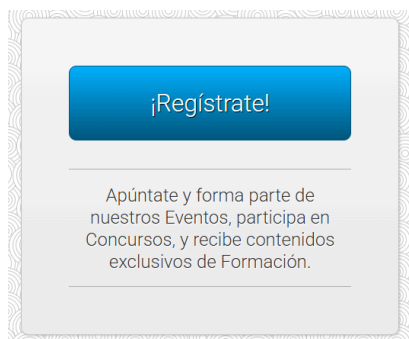 ¡Regístrate!
Apúntate y forma parte de
nuestros Eventos, participa en
Concursos, y recibe contenidos
exclusivos de Formación.